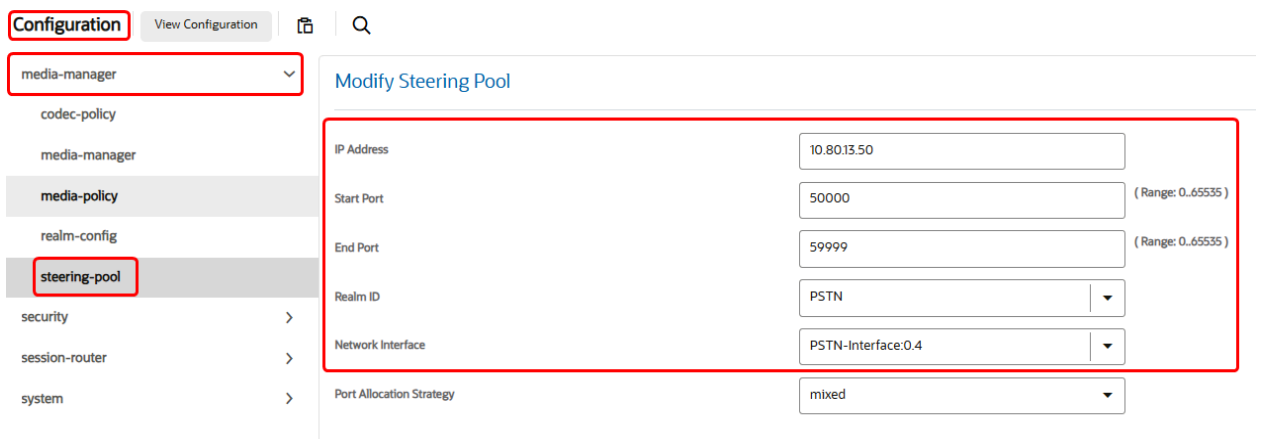 Configuration
View Configuration
media-manager
codec-policy
media-manager
media-policy
realm-config
steering-pool
security
session-router
system
Modify Steering Pool
IP Address
10.80.13.50
Start Port
50000
( Range: 0..65535 )
End Port
59999
( Range: 0..65535 )
Realm ID
PSTN
Network Interface
PSTN-Interface:0.4
Port Allocation Strategy
mixed